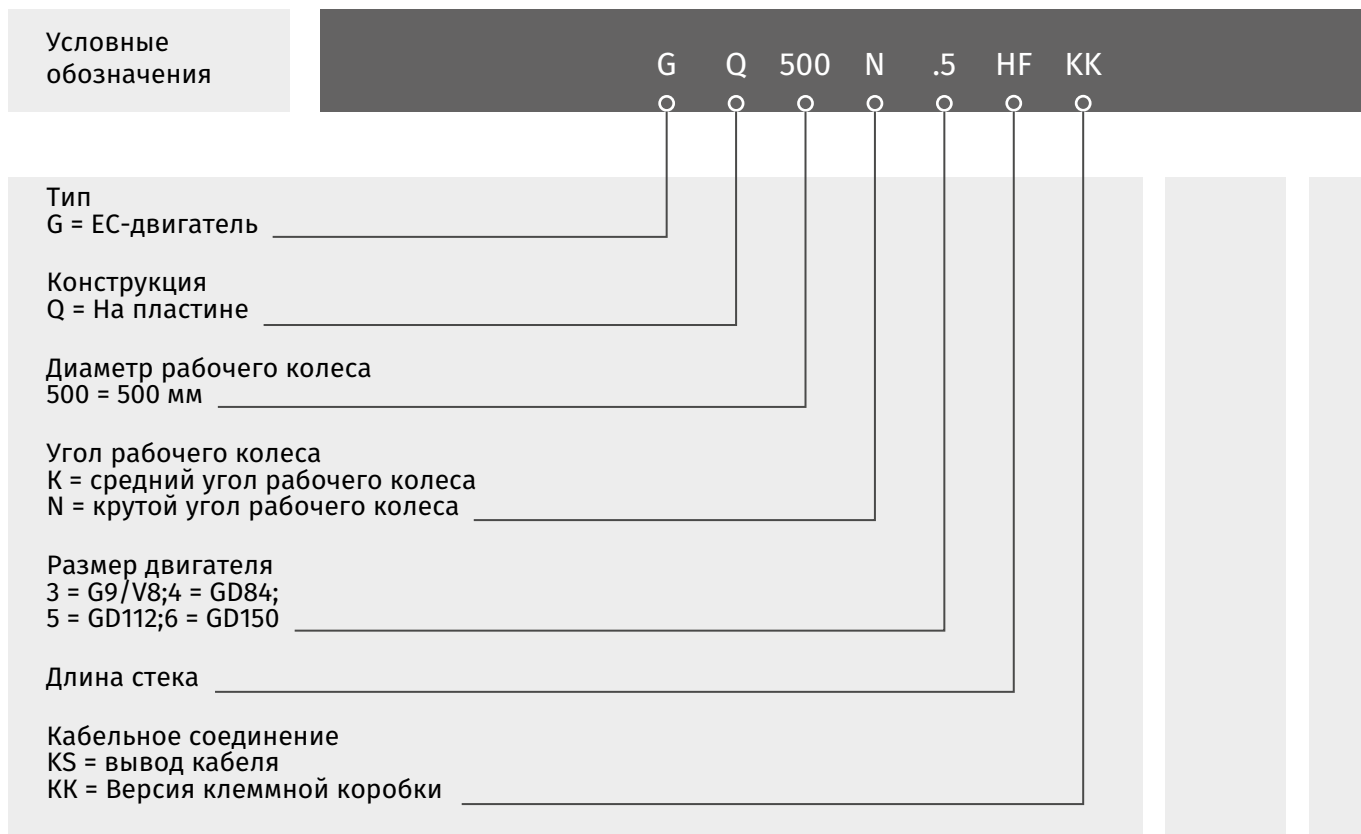 Условные
обозначения
G Q 500 N .5 HF KK
Тип
G = EC-двигатель
Конструкция
Q = На пластине
Диаметр рабочего колеса
500 = 500 мм
Угол рабочего колеса
K = средний угол рабочего колеса
N = крутой угол рабочего колеса
Размер двигателя
3 = G9/V8;4 = GD84;
5 = GD112;6 = GD150
Длина стека
Кабельное соединение
KS = вывод кабеля
KK = Версия клеммной коробки